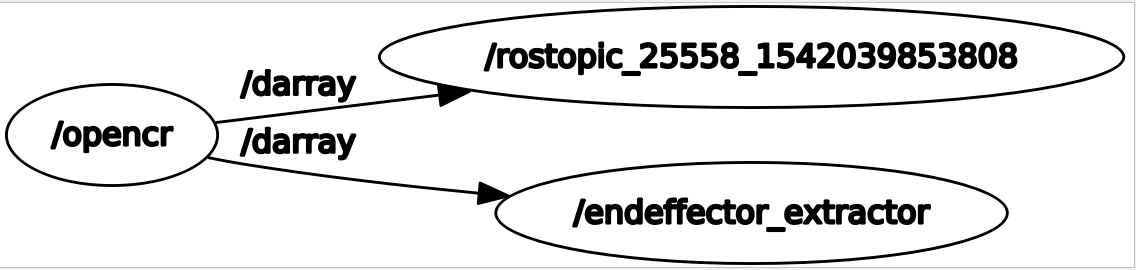 /rostopic_25558_1542039853808
/darray
/opencr
/darray
/endeffector_extractor